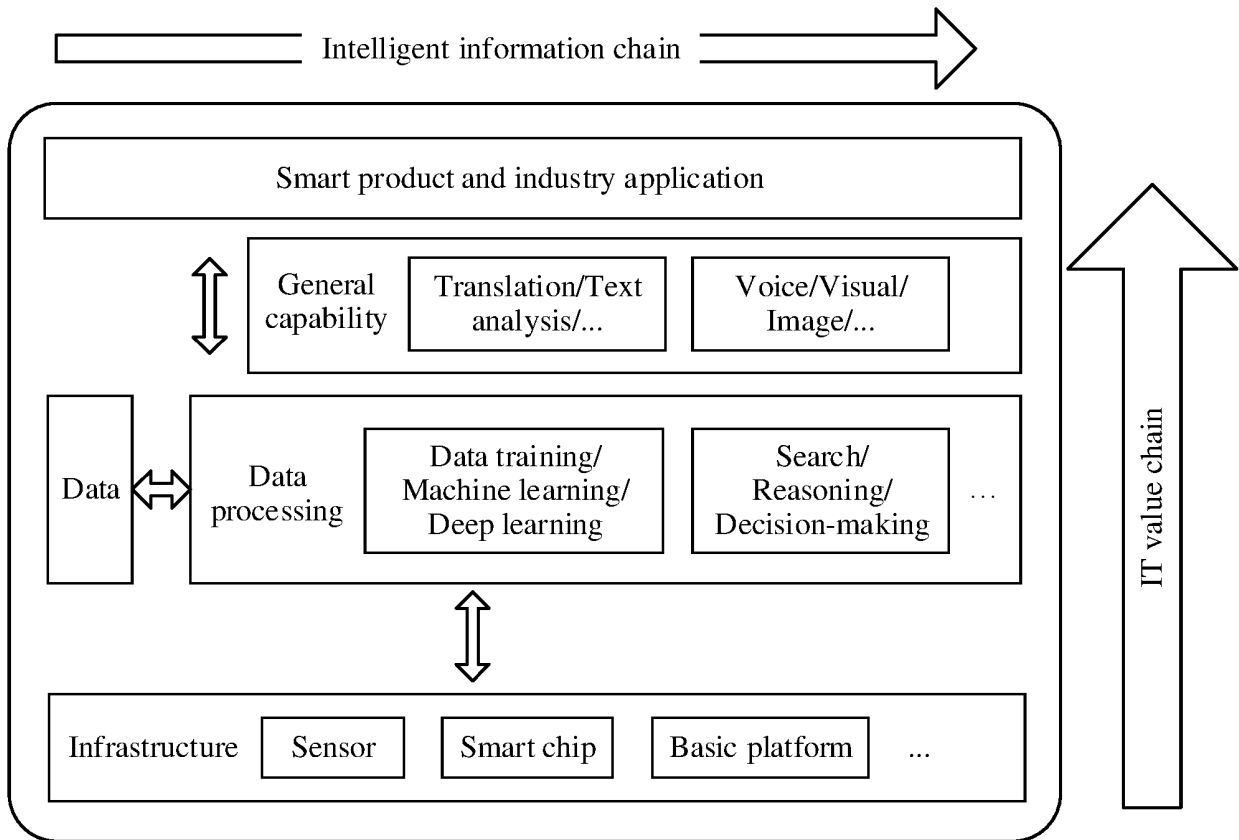 Intelligent information chain
Smart product and industry application
General
capability
Translation/Text
analysis/...
Voice/Visual/
Image/...
Data
Data
processing
Data training/
Machine learning/
Deep learning
Search/
Reasoning/
Decision-making
...
Infrastructure
Sensor
Smart chip
Basic platform
...
IT value chain